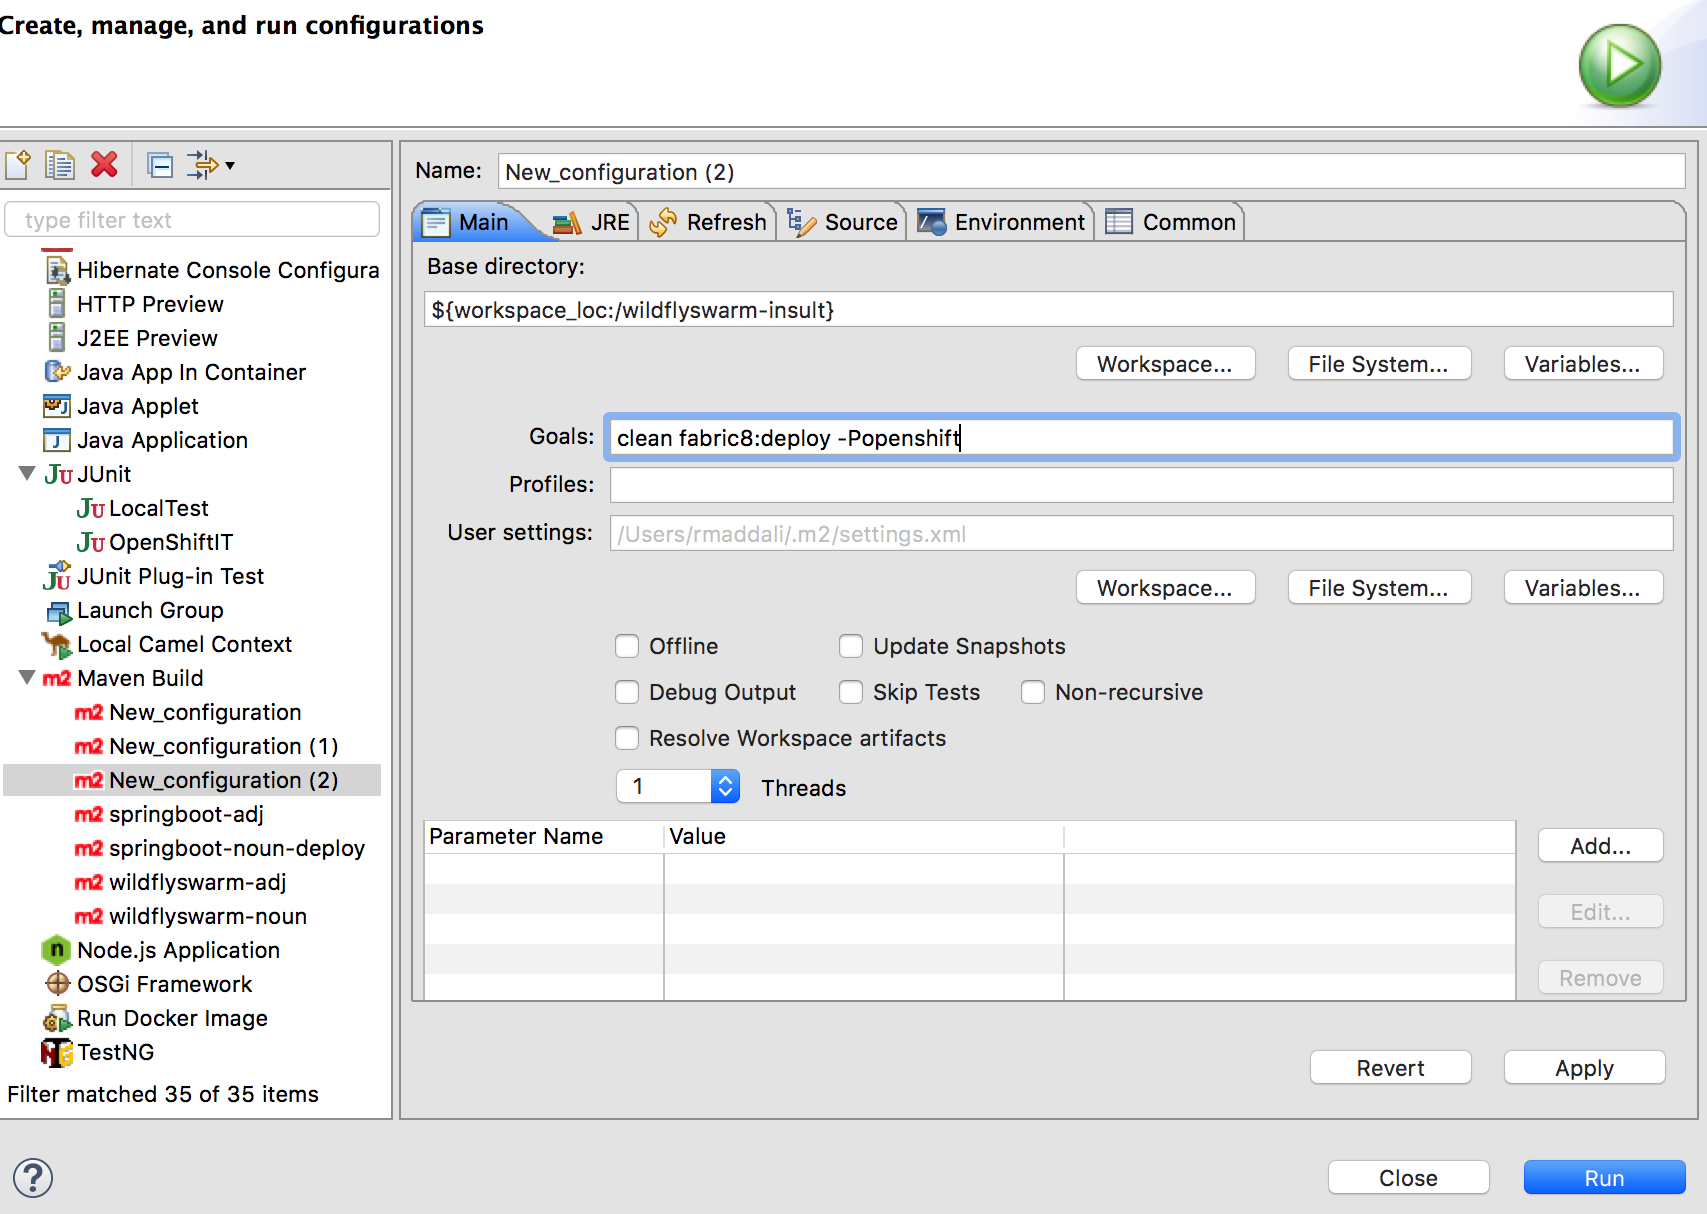 Create, manage, and run configurations
type filter text
Hibernate Console Configura
HTTP Preview
J2EE Preview
Java App In Container
Java Applet
Java Application
JUnit
LocalTest
OpenShiftIT
JUnit Plug-in Test
Launch Group
Local Camel Context
m2 Maven Build
m2 New_configuration
m2 New_configuration (1)
m2 New_configuration (2)
m2 springboot-adj
m2 springboot-noun-deploy
m2 wildflyswarm-adj
m2 wildflyswarm-noun
Node.js Application
OSGi Framework
Run Docker Image
TestNG
Filter matched 35 of 35 items
Name: New_configuration (2)
Main JRE Refresh Source Environment Common
Base directory:
${workspace_loc:/wildflyswarm-insult}
Workspace... File System... Variables...
Goals: clean fabric8:deploy -Popenshift
Profiles:
User settings: /Users/rmaddali/.m2/settings.xml
Workspace... File System... Variables...
Offline Update Snapshots
Debug Output Skip Tests Non-recursive
Resolve Workspace artifacts
1 Threads
Parameter Name Value
Add...
Edit...
Remove
Revert Apply
? Close Run